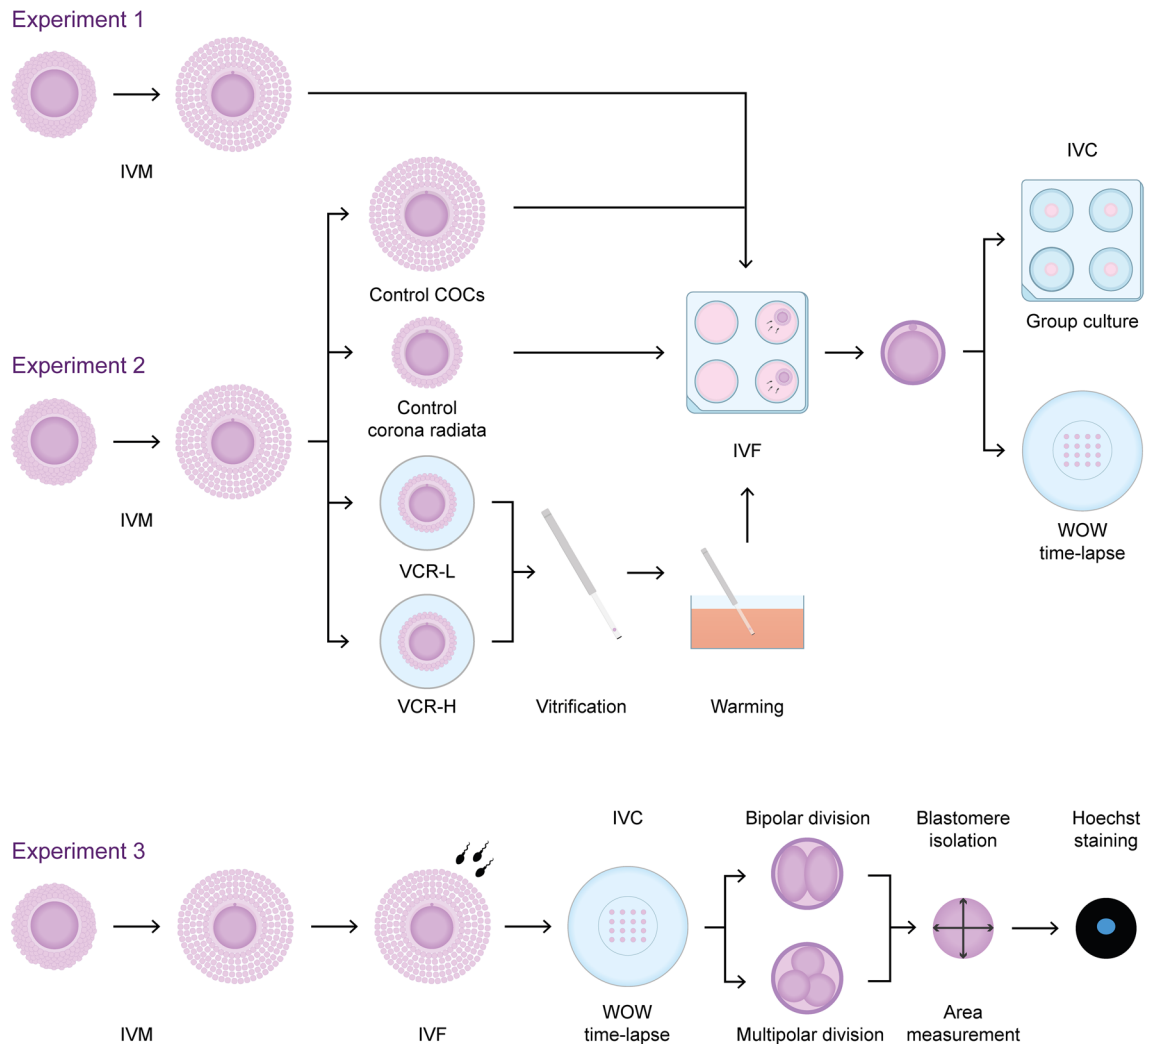 Experiment 1
IVM
Control COCs
Experiment 2
IVM
Control
corona radiata
VCR-L
VCR-H
Vitrification
Warming
IVF
IVC
Group culture
WOW
time-lapse
Experiment 3
IVM
IVF
IVC
WOW
time-lapse
Bipolar division
Multipolar division
Blastomere
isolation
Area
measurement
Hoechst
staining